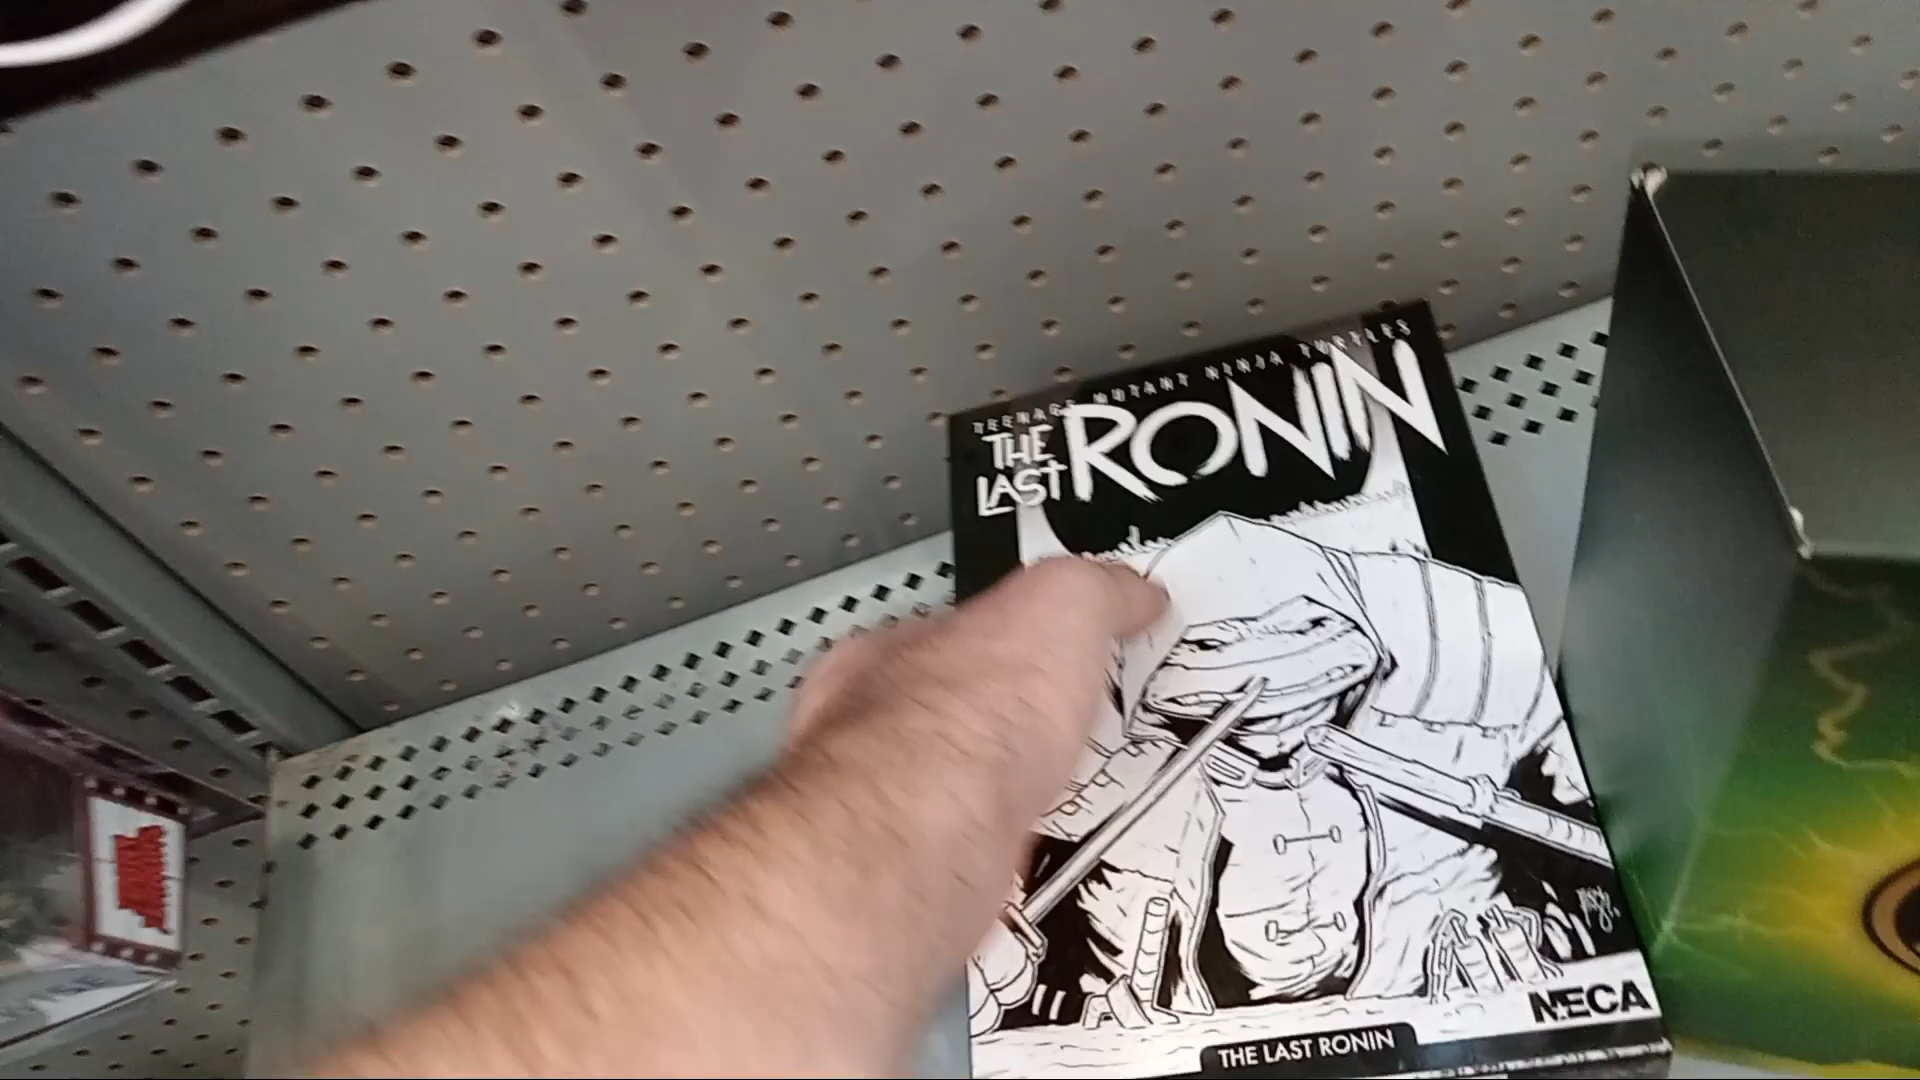 TEENAGE MUTANT NINJA TURTLES
THE LAST RONIN
NECA
THE LAST RONIN